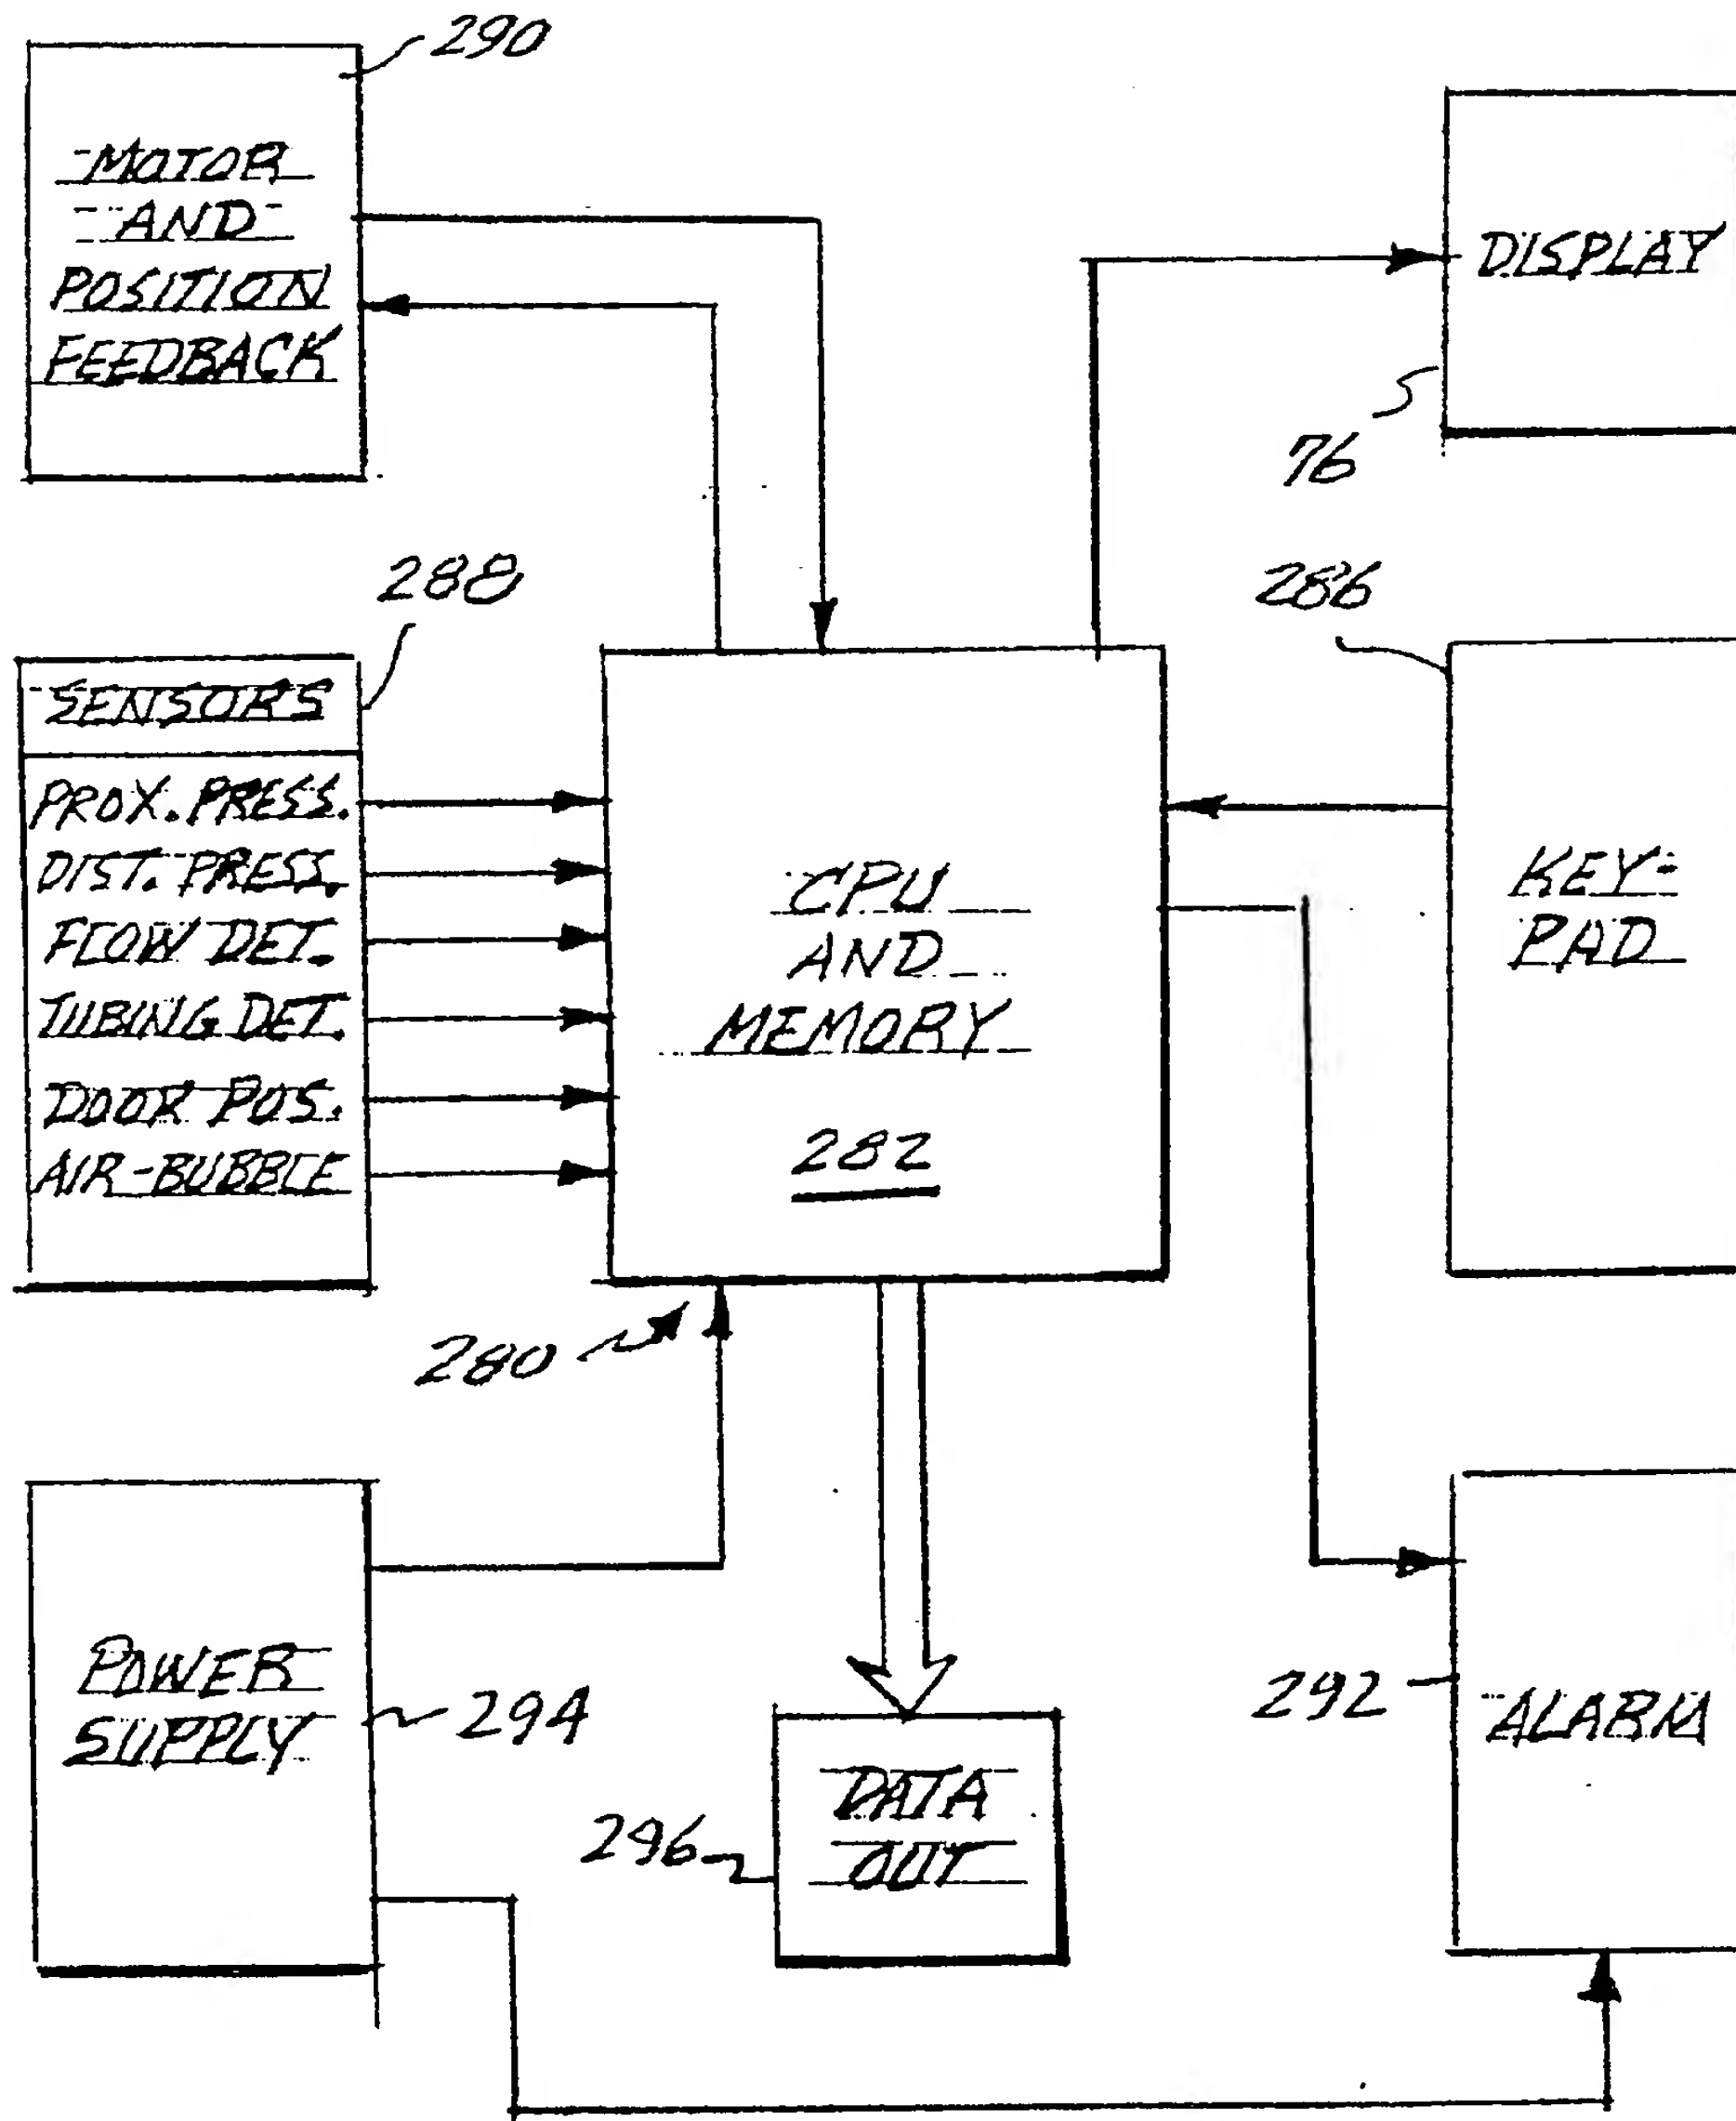 290
MOTOR
AND
POSITION
FEEDBACK
DISPLAY
76
288
286
SENSORS
PROX. PRESS.
DIST. PRESS.
FLOW DET.
TUBING DET.
DOOR POS.
AIR-BUBBLE
CPU
AND
MEMORY
282
KEY-
PAD
280
POWER
SUPPLY
294
292
ALARM
296
DATA
OUT